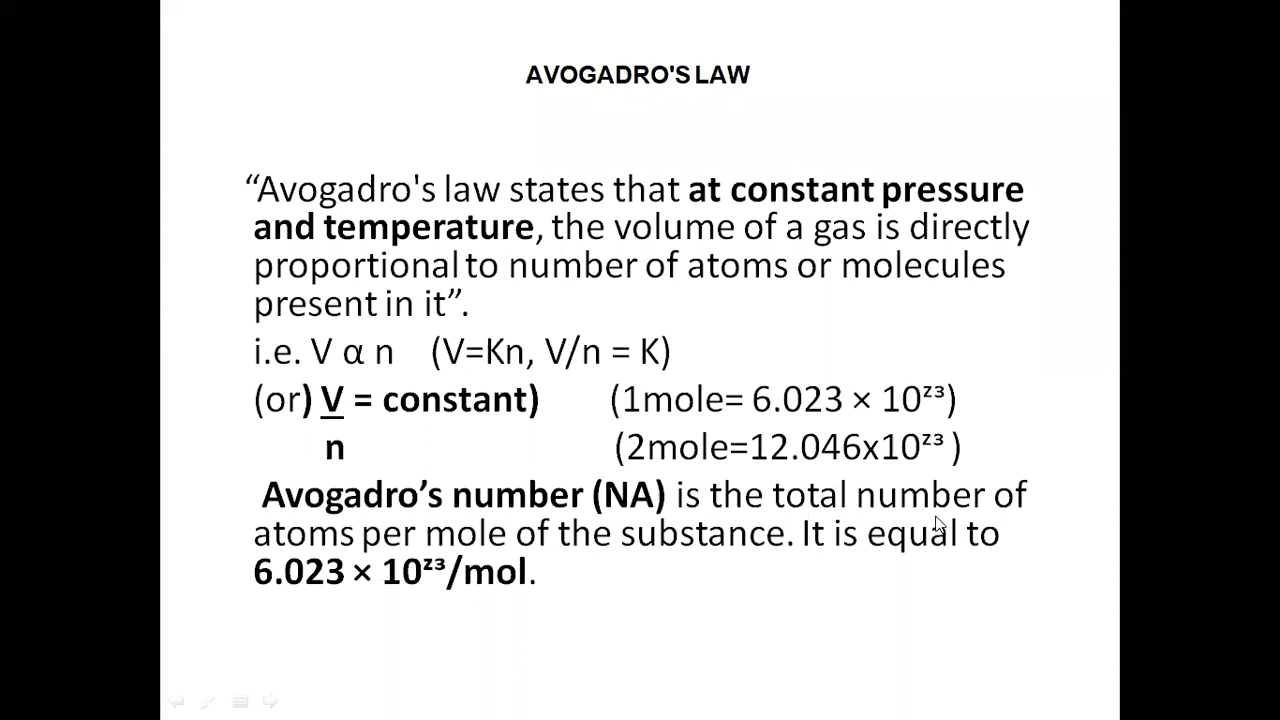 AVOGADRO'S LAW
“Avogadro's law states that at constant pressure
and temperature, the volume of a gas is directly
proportional to number of atoms or molecules
present in it”.
i.e. V α n (V=Kn, V/n = K)
(or) V = constant) (1mole= 6.023 × 10ᶻ³)
n (2mole=12.046x10ᶻ³ )
Avogadro’s number (NA) is the total number of
atoms per mole of the substance. It is equal to
6.023 × 10ᶻ³/mol.